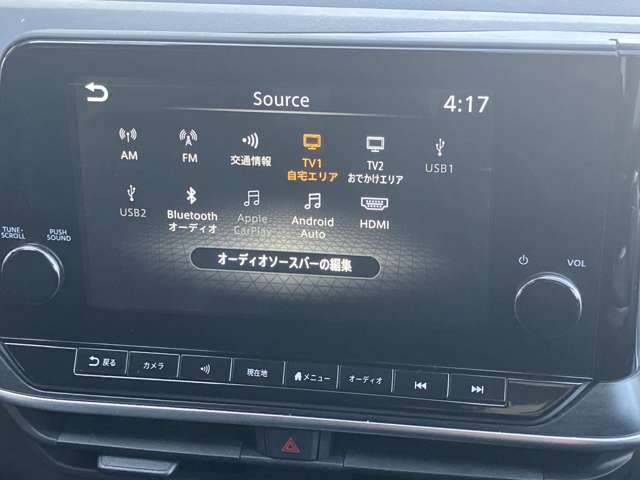 Source
4:17
AM
FM
交通情報
TV1
自宅エリア
TV2
おでかけエリア
USB1
USB2
Bluetooth
オーディオ
Apple
CarPlay
Android
Auto
HDMI
オーディオソースバーの編集
TUNE・
SCROLL
PUSH
SOUND
VOL
戻る
カメラ
現在地
メニュー
オーディオ